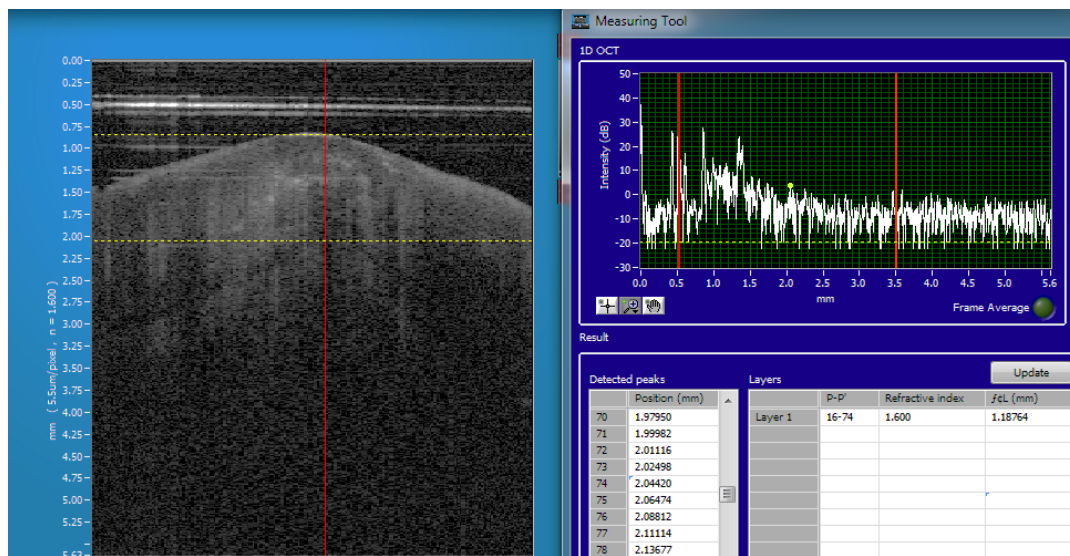 Measuring Tool
1D OCT
0.00
0.25
0.50
0.75
1.00
1.25
1.50
1.75
2.00
2.25
2.50
2.75
3.00
3.25
3.50
3.75
4.00
4.25
4.50
4.75
5.00
5.25
5.63
mm ( 5.5um/pixel , n = 1.600 )
Intensity (dB)
50
40
30
20
10
0
-10
-20
-30
0.0 0.5 1.0 1.5 2.0 2.5 3.0 3.5 4.0 4.5 5.0 5.6
mm
Frame Average
Result
Update
Detected peaks
Position (mm)
70 1.97950
71 1.99982
72 2.01116
73 2.02498
74 2.04420
75 2.06474
76 2.08812
77 2.11114
78 2.13677
Layers
P-P' Refractive index ƒ¢L (mm)
Layer 1 16-74 1.600 1.18764